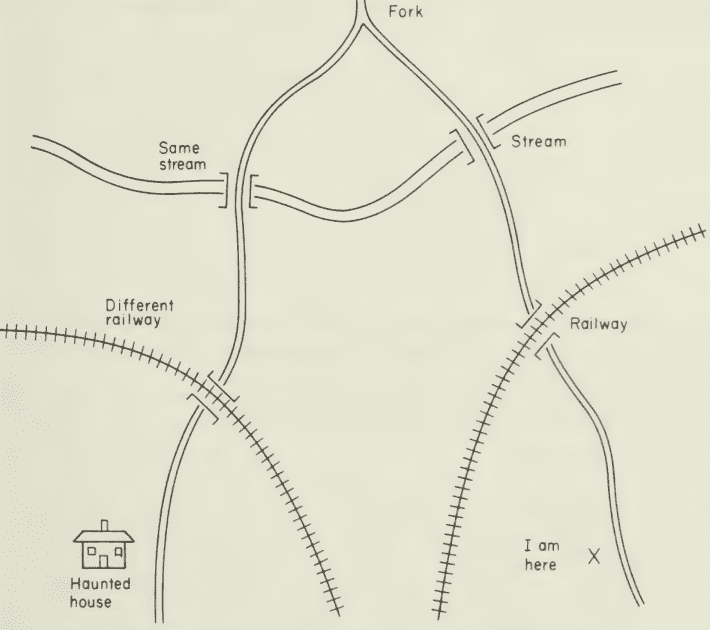 Fork
Same
stream
Stream
Different
railway
Railway
I am
here
X
Haunted
house